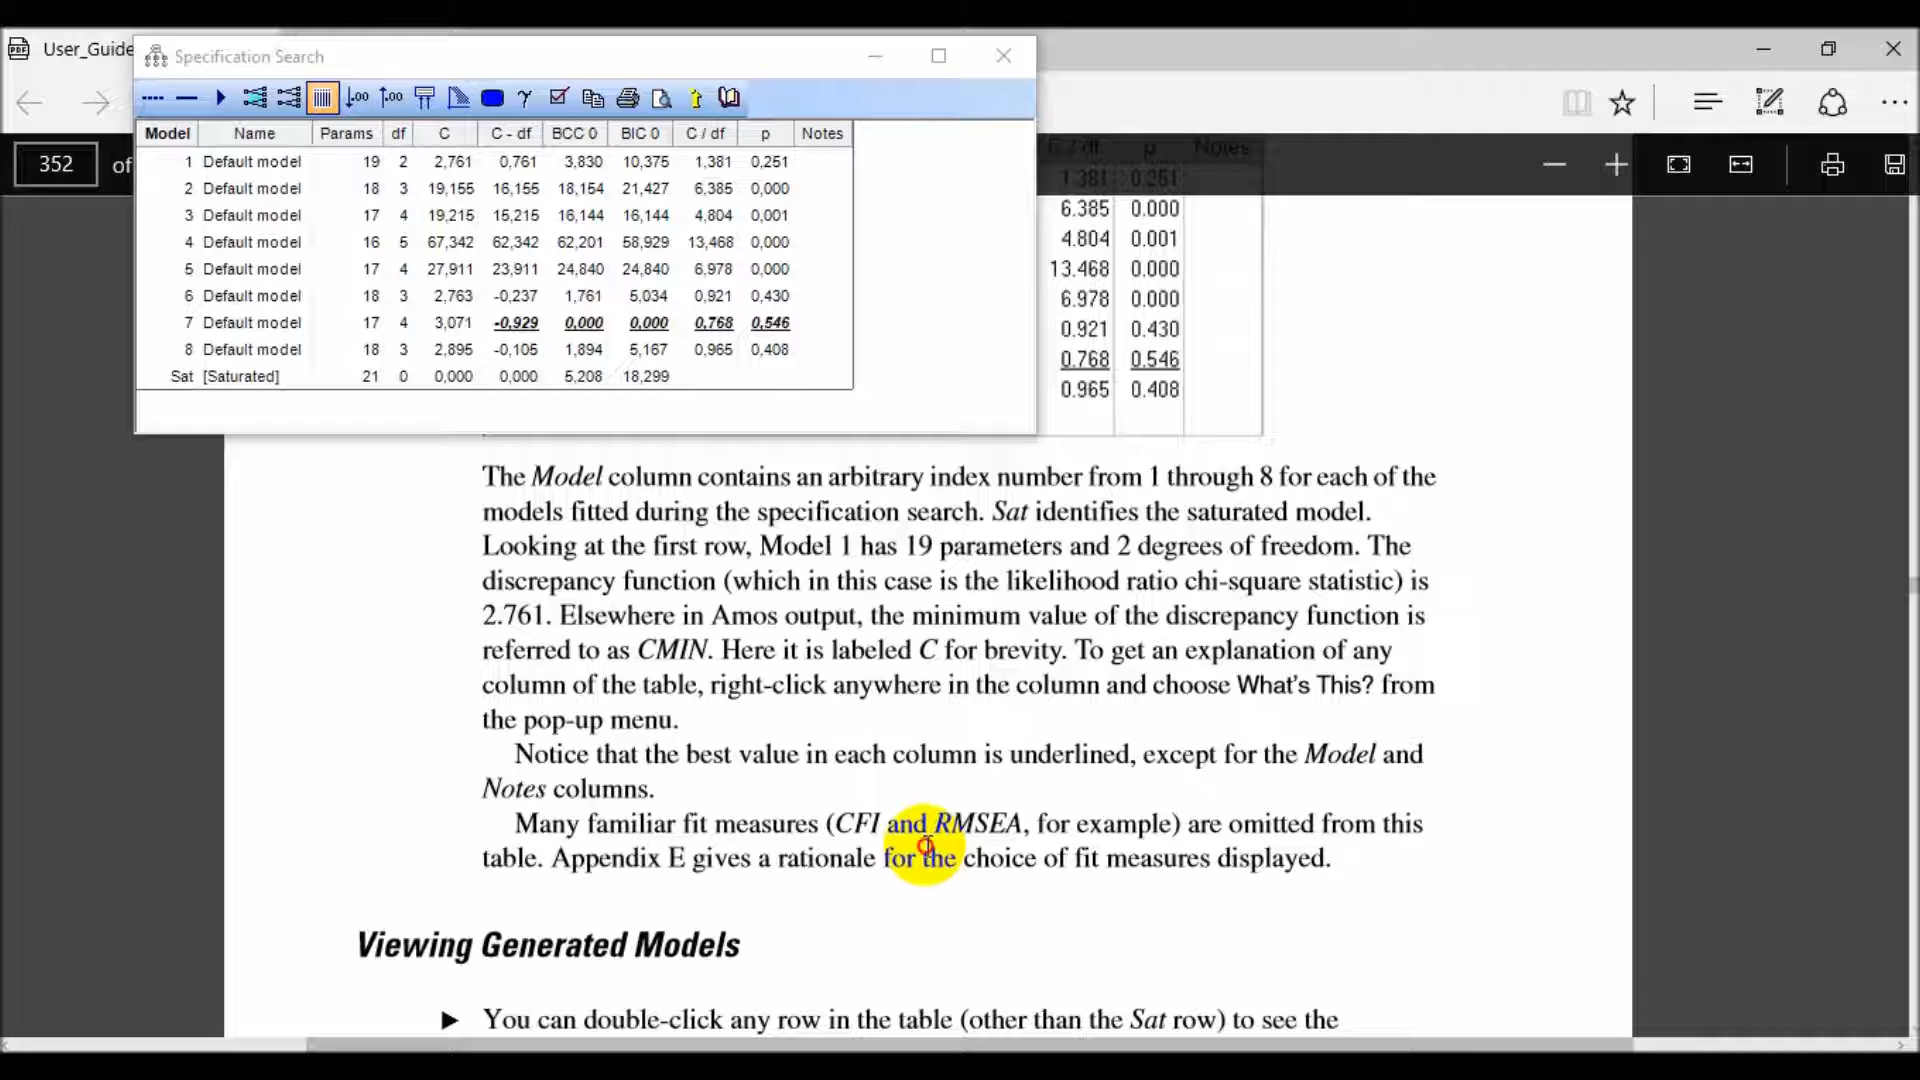 User_Guide
Specification Search
352 of
Model Name Params df C C - df BCC 0 BIC 0 C / df p Notes
1 Default model 19 2 2,761 0,761 3,830 10,375 1,381 0,251
2 Default model 18 3 19,155 16,155 18,154 21,427 6,385 0,000
3 Default model 17 4 19,215 15,215 16,144 16,144 4,804 0,001
4 Default model 16 5 67,342 62,342 62,201 58,929 13,468 0,000
5 Default model 17 4 27,911 23,911 24,840 24,840 6,978 0,000
6 Default model 18 3 2,763 -0,237 1,761 5,034 0,921 0,430
7 Default model 17 4 3,071 -0,929 0,000 0,000 0,768 0,546
8 Default model 18 3 2,895 -0,105 1,894 5,167 0,965 0,408
Sat [Saturated] 21 0 0,000 0,000 5,208 18,299
C / df p Notes
1.381 0.251
6.385 0.000
4.804 0.001
13.468 0.000
6.978 0.000
0.921 0.430
0.768 0.546
0.965 0.408
The Model column contains an arbitrary index number from 1 through 8 for each of the
models fitted during the specification search. Sat identifies the saturated model.
Looking at the first row, Model 1 has 19 parameters and 2 degrees of freedom. The
discrepancy function (which in this case is the likelihood ratio chi-square statistic) is
2.761. Elsewhere in Amos output, the minimum value of the discrepancy function is
referred to as CMIN. Here it is labeled C for brevity. To get an explanation of any
column of the table, right-click anywhere in the column and choose What's This? from
the pop-up menu.
Notice that the best value in each column is underlined, except for the Model and
Notes columns.
Many familiar fit measures (CFI and RMSEA, for example) are omitted from this
table. Appendix E gives a rationale for the choice of fit measures displayed.
Viewing Generated Models
► You can double-click any row in the table (other than the Sat row) to see the